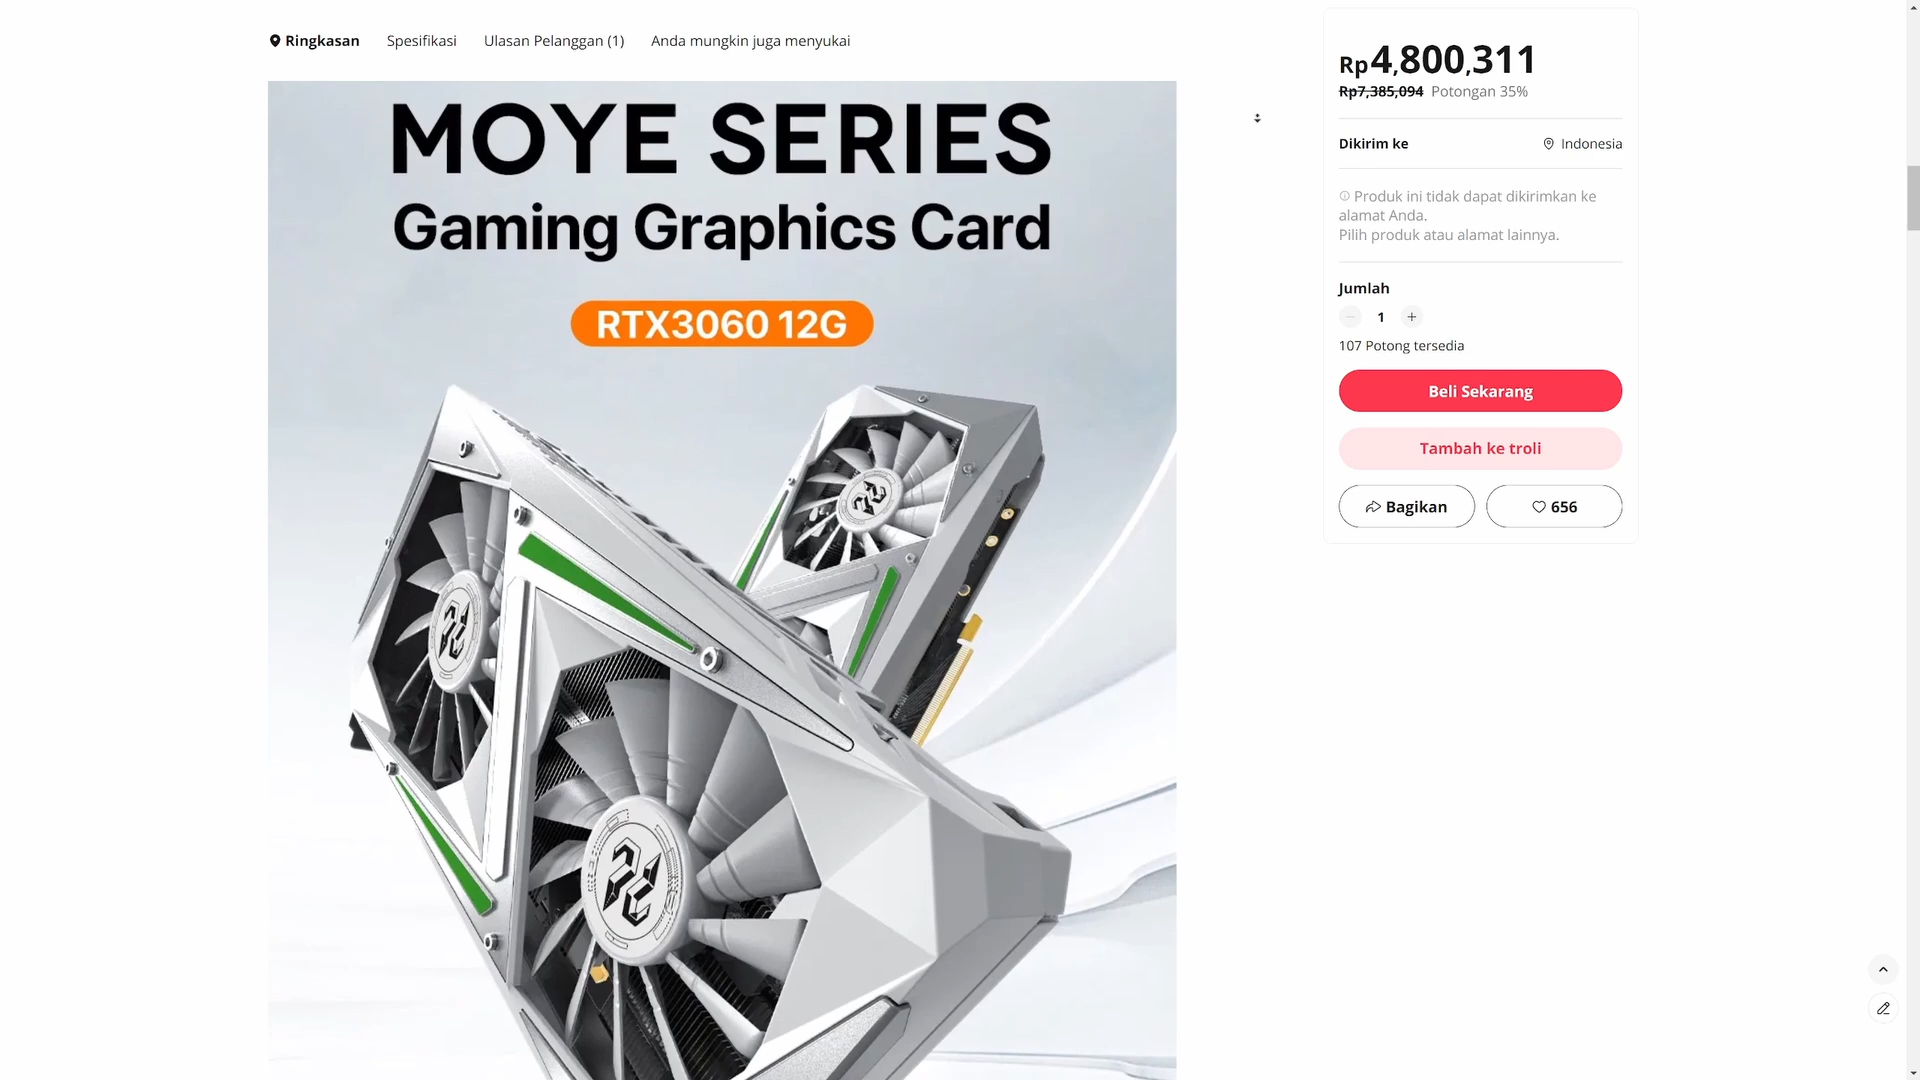 Ringkasan
Spesifikasi
Ulasan Pelanggan (1)
Anda mungkin juga menyukai
MOYE SERIES
Gaming Graphics Card
RTX3060 12G
Rp4,800,311
Rp7,385,094 Potongan 35%
Dikirim ke
Indonesia
Produk ini tidak dapat dikirimkan ke
alamat Anda.
Pilih produk atau alamat lainnya.
Jumlah
1
107 Potong tersedia
Beli Sekarang
Tambah ke troli
Bagikan
656